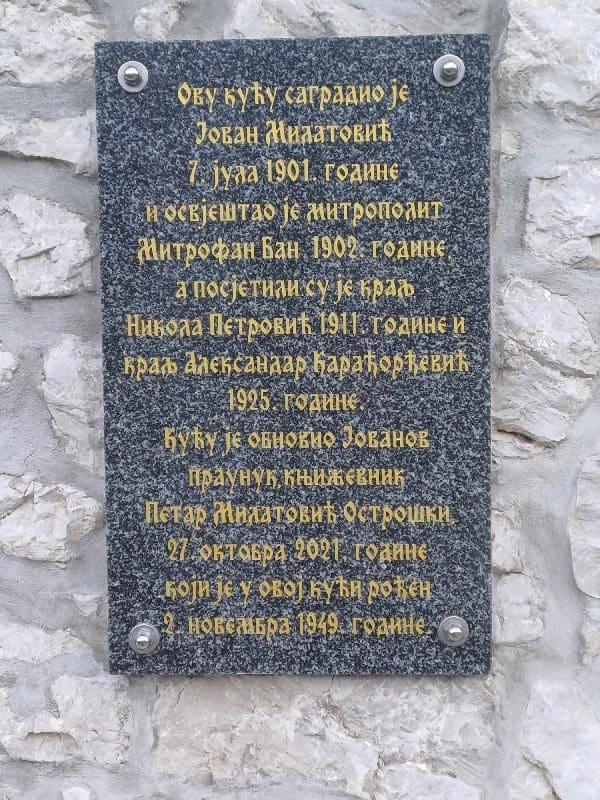 Ову кућу саградио је
Јован Милатовић
7. јула 1901. године
и освјештао је митрополит
Митрофан Бан 1902. године,
а посјетили су је краљ
Никола Петровић 1911. године и
краљ Александар Карађорђевић
1925. године.
Кућу је обновио Јованов
праунук, књижевник
Петар Милатовић Острошки,
27. октобра 2021. године
који је у овој кући рођен
2. новембра 1949. године.